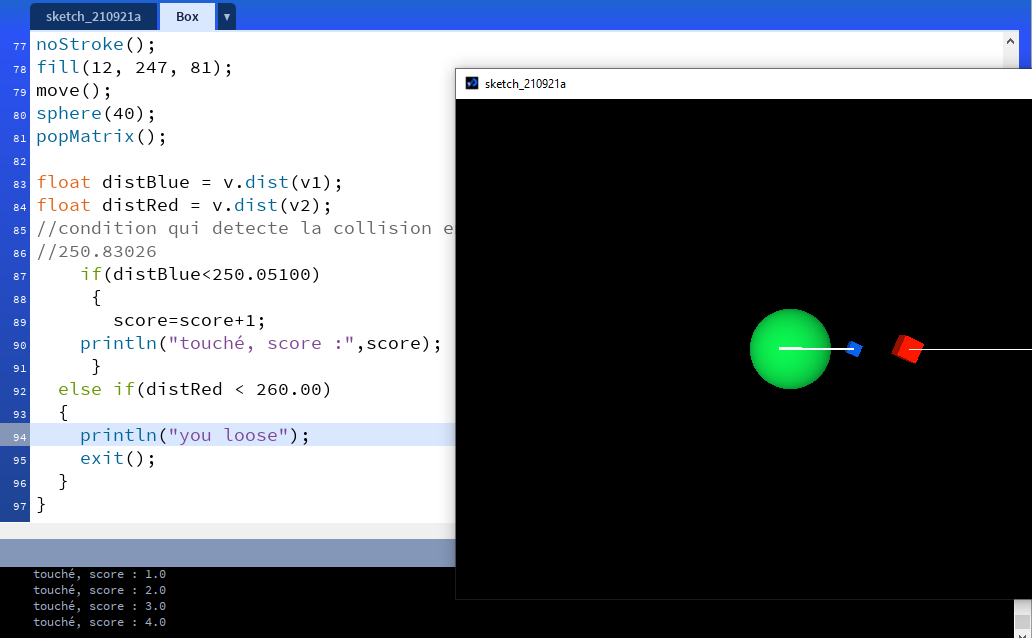 sketch_210921a Box ▼
77 noStroke();
78 fill(12, 247, 81);
79 move();
80 sphere(40);
81 popMatrix();
82
83 float distBlue = v.dist(v1);
84 float distRed = v.dist(v2);
85 //condition qui detecte la collision
86 //250.83026
87 if(distBlue<250.05100)
88 {
89 score=score+1;
90 println("touché, score :",score);
91 }
92 else if(distRed < 260.00)
93 {
94 println("you loose");
95 exit();
96 }
97 }
sketch_210921a
touché, score : 1.0
touché, score : 2.0
touché, score : 3.0
touché, score : 4.0